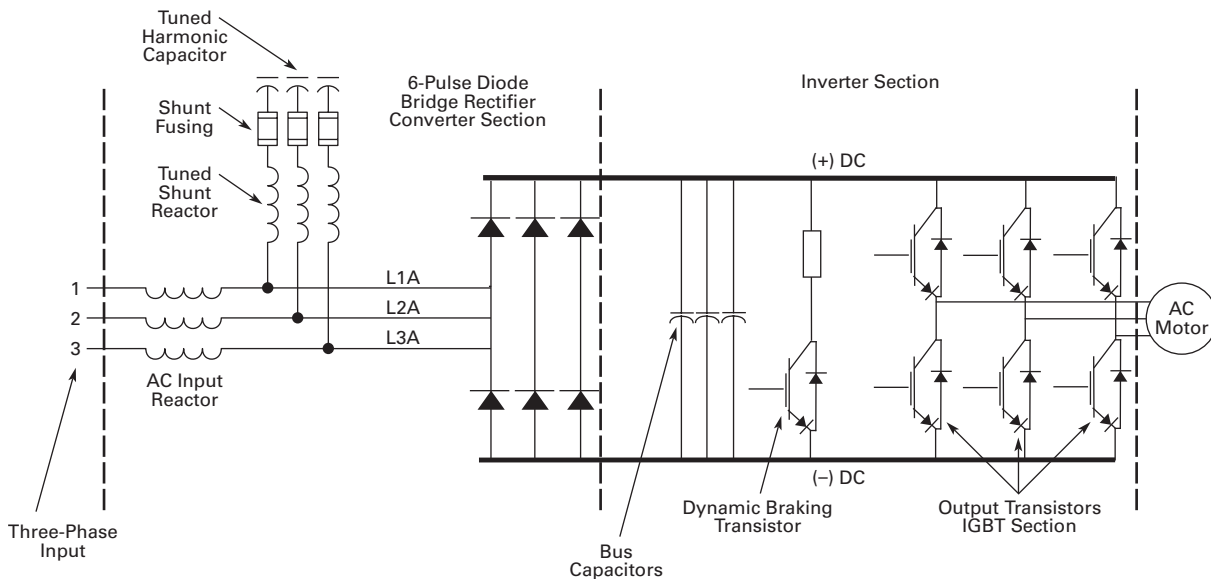 Tuned
Harmonic
Capacitor
Shunt
Fusing
Tuned
Shunt
Reactor
6-Pulse Diode
Bridge Rectifier
Converter Section
Inverter Section
(+) DC
1
L1A
2
L2A
3
L3A
AC Input
Reactor
AC
Motor
(–) DC
Three-Phase
Input
Bus
Capacitors
Dynamic Braking
Transistor
Output Transistors
IGBT Section